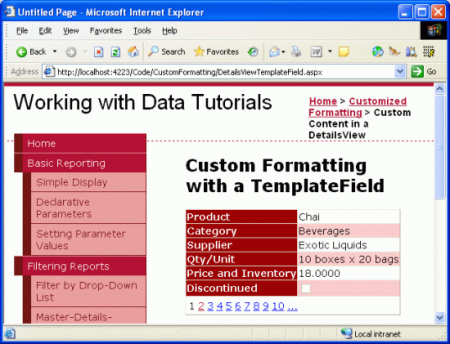 Untitled Page - Microsoft Internet Explorer
File Edit View Favorites Tools Help
Back Search Favorites
Address http://localhost:4223/Code/CustomFormatting/DetailsViewTemplateField.aspx Go
Working with Data Tutorials
Home > Customized
Formatting > Custom
Content in a
DetailsView
Home
Basic Reporting
Simple Display
Declarative
Parameters
Setting Parameter
Values
Filtering Reports
Filter by Drop-Down
List
Master-Details-
Custom Formatting
with a TemplateField
Product Chai
Category Beverages
Supplier Exotic Liquids
Qty/Unit 10 boxes x 20 bags
Price and Inventory 18.0000
Discontinued
1 2 3 4 5 6 7 8 9 10 ...
Local intranet